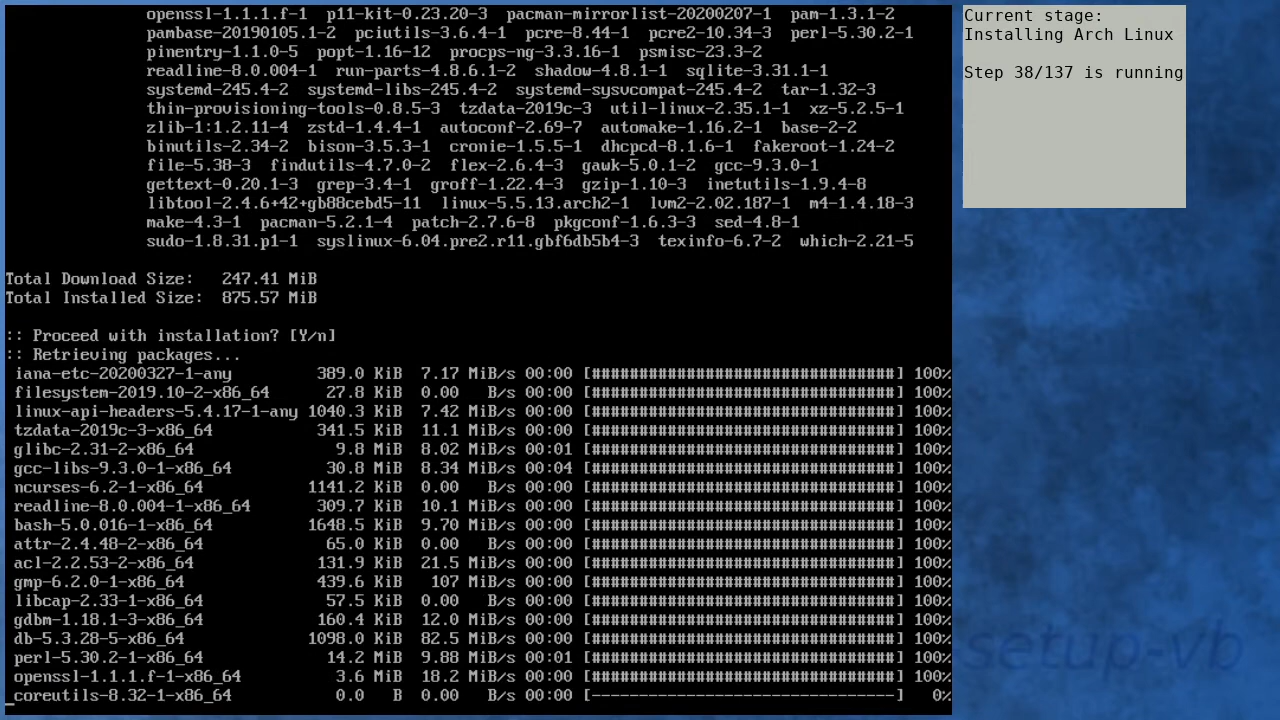 openssl-1.1.1.f-1  p11-kit-0.23.20-3  pacman-mirrorlist-20200207-1  pam-1.3.1-2
pambase-20190105.1-2  pciutils-3.6.4-1  pcre-8.44-1  pcre2-10.34-3  perl-5.30.2-1
pinentry-1.1.0-5  popt-1.16-12  procps-ng-3.3.16-1  psmisc-23.3-2
readline-8.0.004-1  run-parts-4.8.6.1-2  shadow-4.8.1-1  sqlite-3.31.1-1
systemd-245.4-2  systemd-libs-245.4-2  systemd-sysvcompat-245.4-2  tar-1.32-3
thin-provisioning-tools-0.8.5-3  tzdata-2019c-3  util-linux-2.35.1-1  xz-5.2.5-1
zlib-1:1.2.11-4  zstd-1.4.4-1  autoconf-2.69-7  automake-1.16.2-1  base-2-2
binutils-2.34-2  bison-3.5.3-1  cronie-1.5.5-1  dhcpcd-8.1.6-1  fakeroot-1.24-2
file-5.38-3  findutils-4.7.0-2  flex-2.6.4-3  gawk-5.0.1-2  gcc-9.3.0-1
gettext-0.20.1-3  grep-3.4-1  groff-1.22.4-3  gzip-1.10-3  inetutils-1.9.4-8
libtool-2.4.6+42+gb88cebd5-11  linux-5.5.13.arch2-1  lvm2-2.02.187-1  m4-1.4.18-3
make-4.3-1  pacman-5.2.1-4  patch-2.7.6-8  pkgconf-1.6.3-3  sed-4.8-1
sudo-1.8.31.p1-1  syslinux-6.04.pre2.r11.gbf6db5b4-3  texinfo-6.7-2  which-2.21-5
Total Download Size:   247.41 MiB
Total Installed Size:  875.57 MiB
:: Proceed with installation? [Y/n]
:: Retrieving packages...
iana-etc-20200327-1-any 389.0 KiB 7.17 MiB/s 00:00 [################################] 100%
filesystem-2019.10-2-x86_64 27.8 KiB 0.00 B/s 00:00 [################################] 100%
linux-api-headers-5.4.17-1-any 1040.3 KiB 7.42 MiB/s 00:00 [################################] 100%
tzdata-2019c-3-x86_64 341.5 KiB 11.1 MiB/s 00:00 [################################] 100%
glibc-2.31-2-x86_64 9.8 MiB 8.02 MiB/s 00:01 [################################] 100%
gcc-libs-9.3.0-1-x86_64 30.8 MiB 8.34 MiB/s 00:04 [################################] 100%
ncurses-6.2-1-x86_64 1141.2 KiB 0.00 B/s 00:00 [################################] 100%
readline-8.0.004-1-x86_64 309.7 KiB 10.1 MiB/s 00:00 [################################] 100%
bash-5.0.016-1-x86_64 1648.5 KiB 9.70 MiB/s 00:00 [################################] 100%
attr-2.4.48-2-x86_64 65.0 KiB 0.00 B/s 00:00 [################################] 100%
acl-2.2.53-2-x86_64 131.9 KiB 21.5 MiB/s 00:00 [################################] 100%
gmp-6.2.0-1-x86_64 439.6 KiB 107 MiB/s 00:00 [################################] 100%
libcap-2.33-1-x86_64 57.5 KiB 0.00 B/s 00:00 [################################] 100%
gdbm-1.18.1-3-x86_64 160.4 KiB 12.0 MiB/s 00:00 [################################] 100%
db-5.3.28-5-x86_64 1098.0 KiB 82.5 MiB/s 00:00 [################################] 100%
perl-5.30.2-1-x86_64 14.2 MiB 9.88 MiB/s 00:01 [################################] 100%
openssl-1.1.1.f-1-x86_64 3.6 MiB 18.2 MiB/s 00:00 [################################] 100%
coreutils-8.32-1-x86_64 0.0 B 0.00 B/s 00:00 [--------------------------------] 0%
Current stage:
Installing Arch Linux
Step 38/137 is running
setup-vb